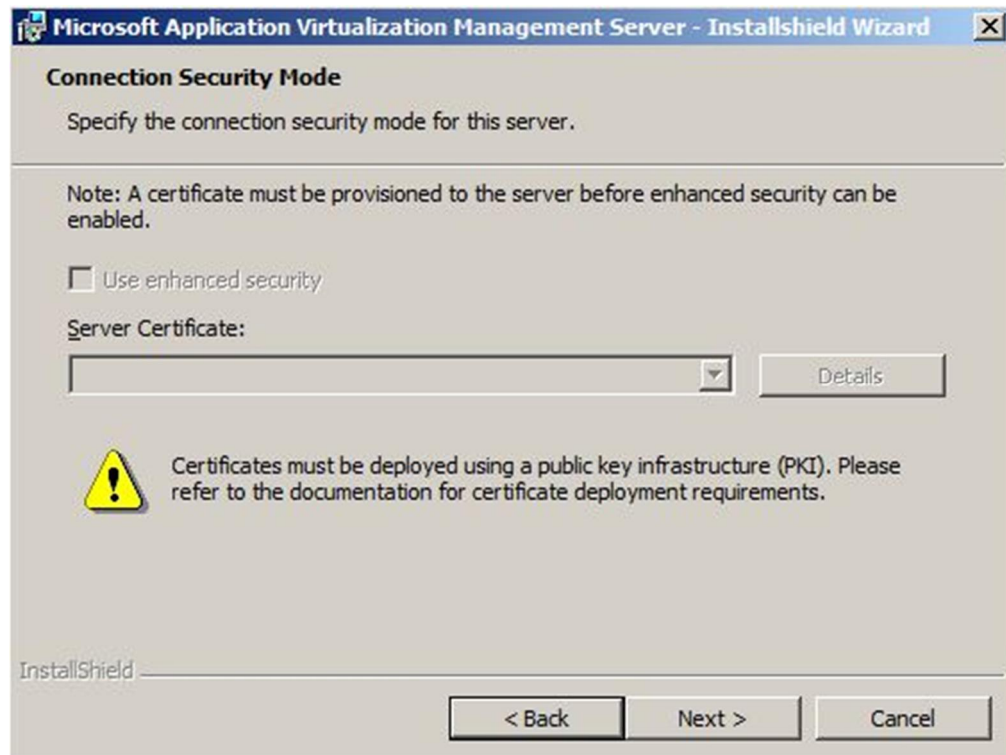 Microsoft Application Virtualization Management Server - Installshield Wizard
Connection Security Mode
Specify the connection security mode for this server.
Note: A certificate must be provisioned to the server before enhanced security can be
enabled.
Use enhanced security
Server Certificate:
Details
Certificates must be deployed using a public key infrastructure (PKI). Please
refer to the documentation for certificate deployment requirements.
InstallShield
< Back Next > Cancel